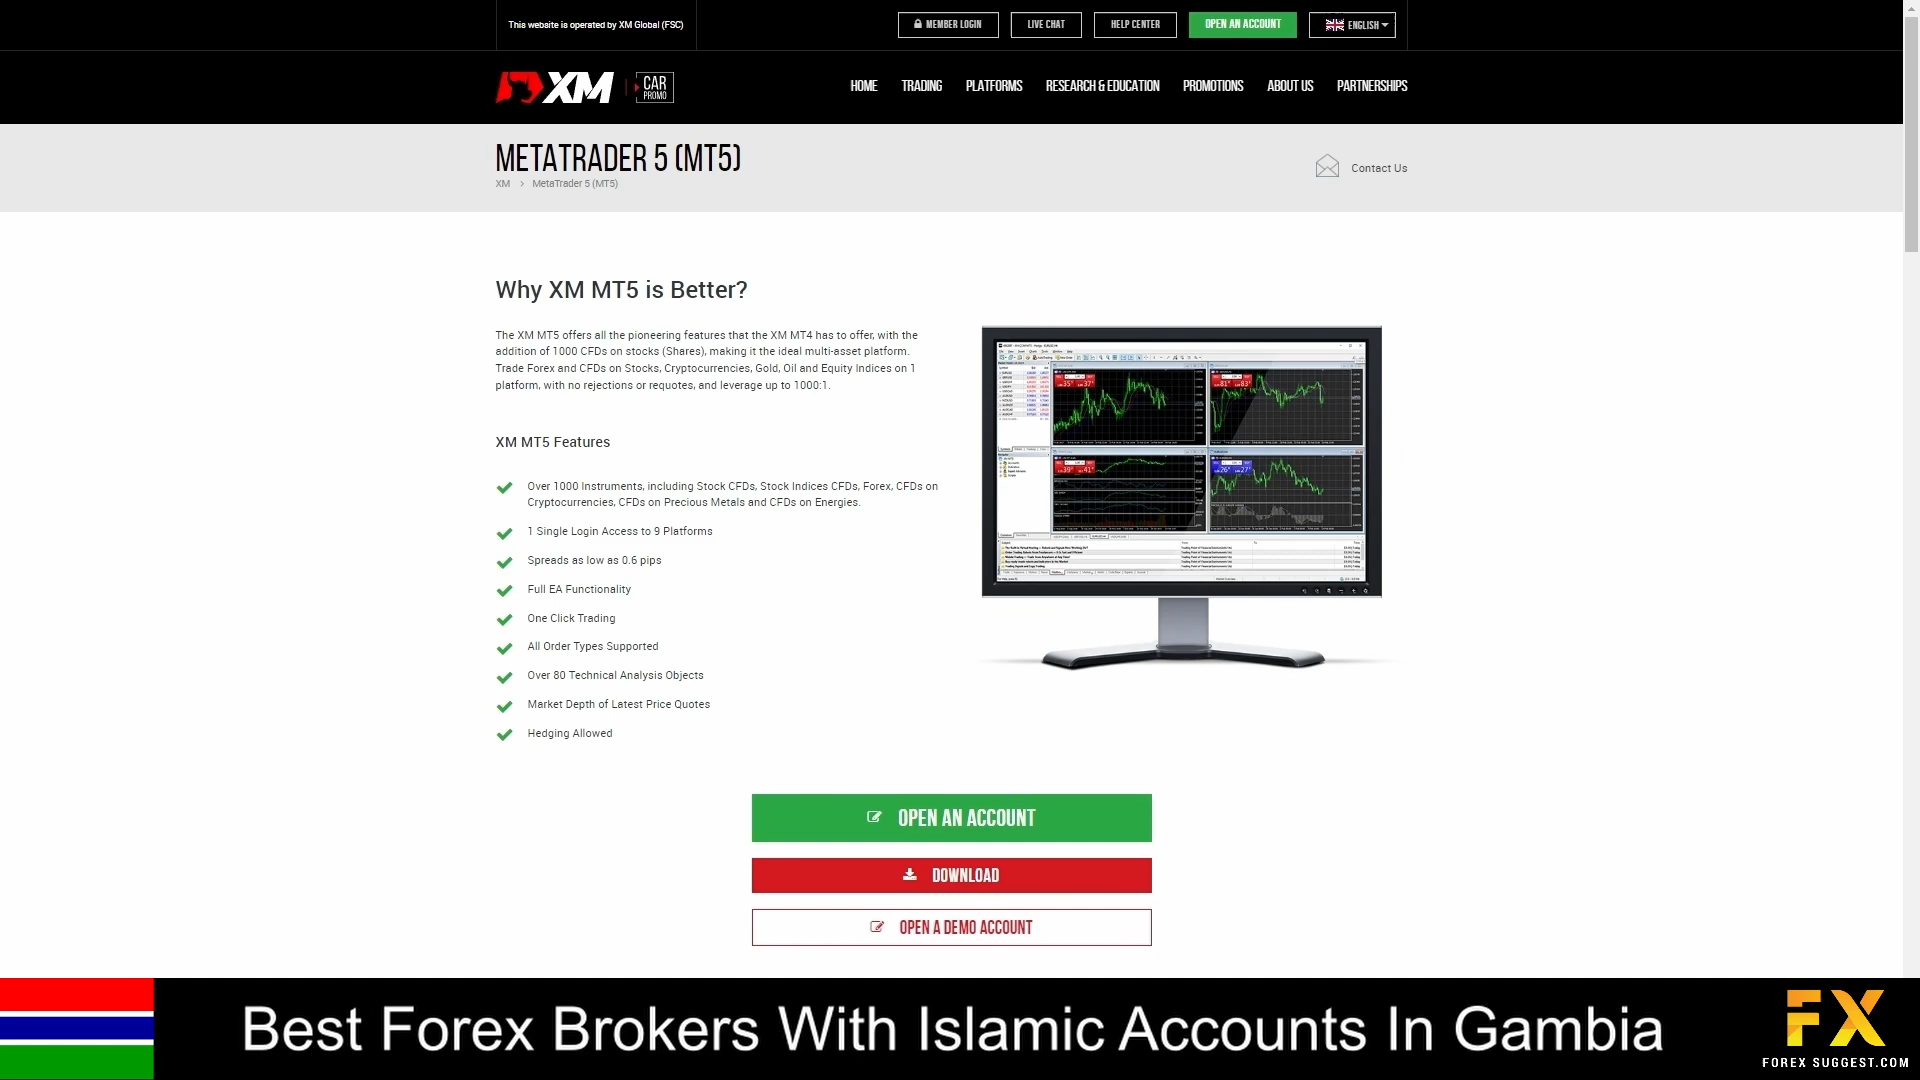 This website is operated by XM Global (FSC)
MEMBER LOGIN
LIVE CHAT
HELP CENTER
OPEN AN ACCOUNT
ENGLISH
XM
CAR PROMO
HOME
TRADING
PLATFORMS
RESEARCH & EDUCATION
PROMOTIONS
ABOUT US
PARTNERSHIPS
METATRADER 5 (MT5)
XM > MetaTrader 5 (MT5)
Contact Us
Why XM MT5 is Better?
The XM MT5 offers all the pioneering features that the XM MT4 has to offer, with the
addition of 1000 CFDs on stocks (Shares), making it the ideal multi-asset platform.
Trade Forex and CFDs on Stocks, Cryptocurrencies, Gold, Oil and Equity Indices on 1
platform, with no rejections or requotes, and leverage up to 1000:1.
XM MT5 Features
Over 1000 Instruments, including Stock CFDs, Stock Indices CFDs, Forex, CFDs on
Cryptocurrencies, CFDs on Precious Metals and CFDs on Energies.
1 Single Login Access to 9 Platforms
Spreads as low as 0.6 pips
Full EA Functionality
One Click Trading
All Order Types Supported
Over 80 Technical Analysis Objects
Market Depth of Latest Price Quotes
Hedging Allowed
OPEN AN ACCOUNT
DOWNLOAD
OPEN A DEMO ACCOUNT
Best Forex Brokers With Islamic Accounts In Gambia
FX
FOREX SUGGEST.COM